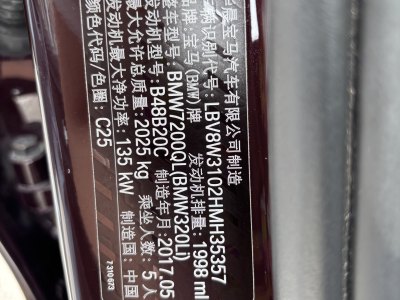 晨宝马汽车有限公司制造
辆识别代号: LBV8W3102HMH35357
品牌: 宝马 (BMW) 牌 发动机排量: 1998 ml
整车型号: BMW7200QL(BMW320Li)
发动机型号: B48B20C 制造年月: 2017.05
最大允许总质量: 2025 kg 乘坐人数: 5 人
发动机最大净功率: 135 kW 制造国: 中国
颜色代码/色圈: C25
7310873